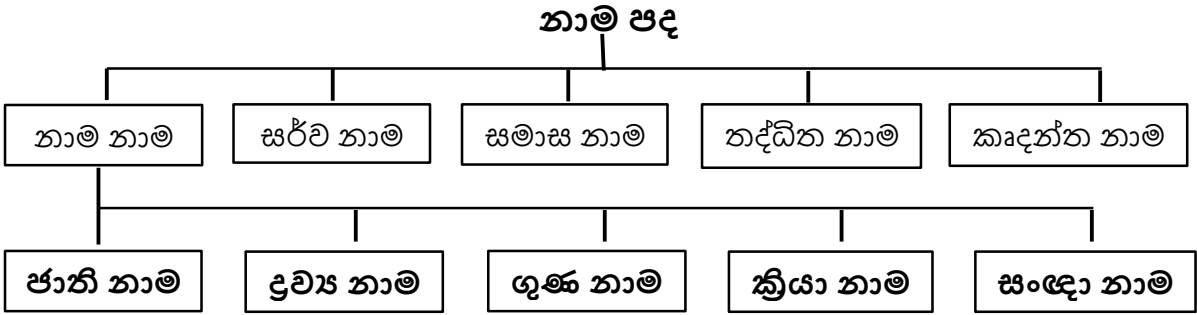 නාම පද
නාම නාම සර්ව නාම සමාස නාම තද්ධිත නාම කෘදන්ත නාම
ජාති නාම ද්‍රව්‍ය නාම ගුණ නාම ක්‍රියා නාම සංඥා නාම